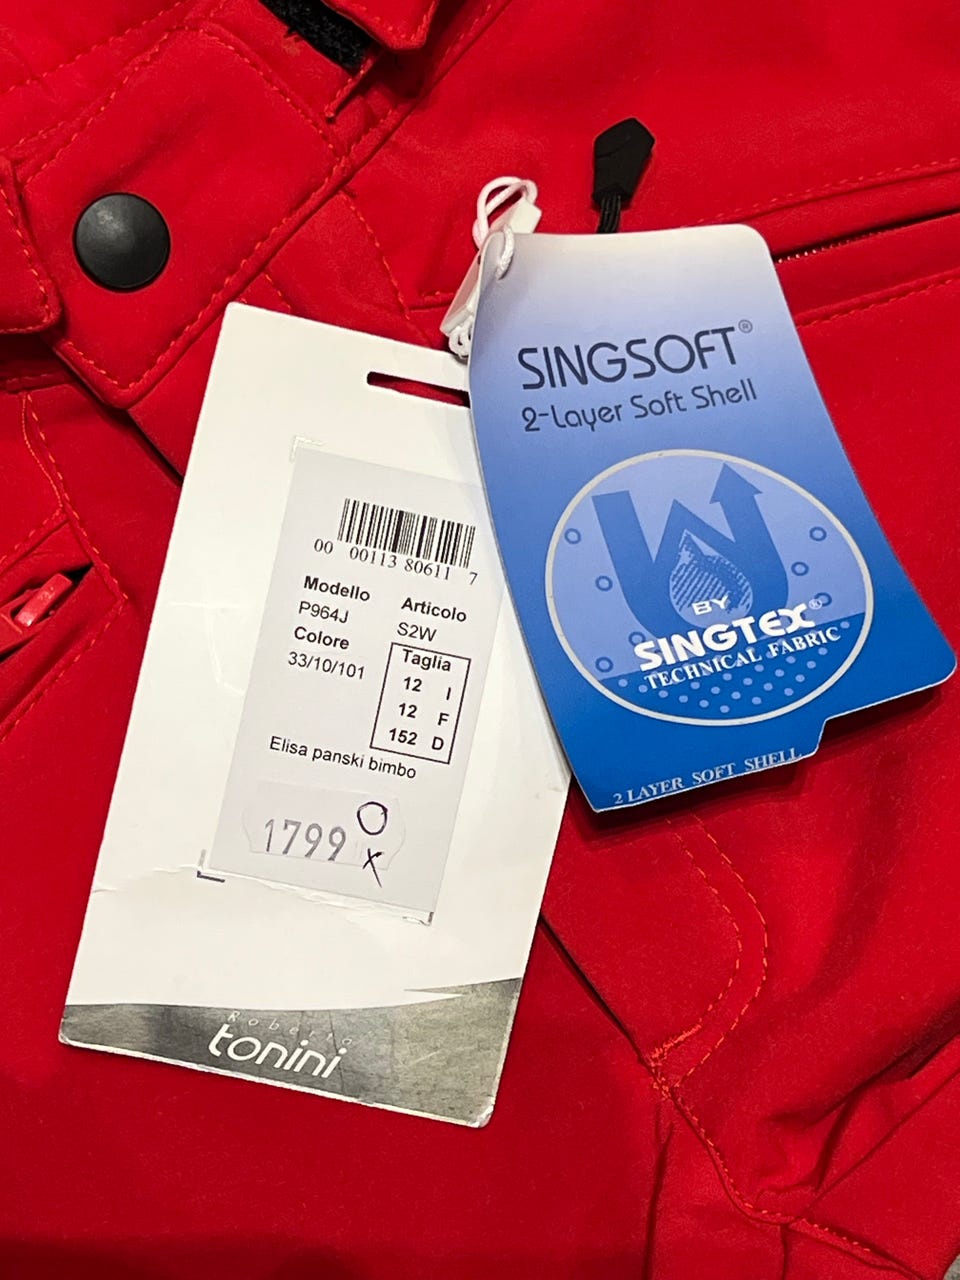 00 00113 80611 7
Modello
P964J
Colore
33/10/101
Articolo
S2W
Taglia
12 I
12 F
152 D
Elisa panski bimbo
1799 O
X
Roberta
tonini
SINGSOFT®
2-Layer Soft Shell
BY
SINGTEX®
TECHNICAL FABRIC
2 LAYER SOFT SHELL